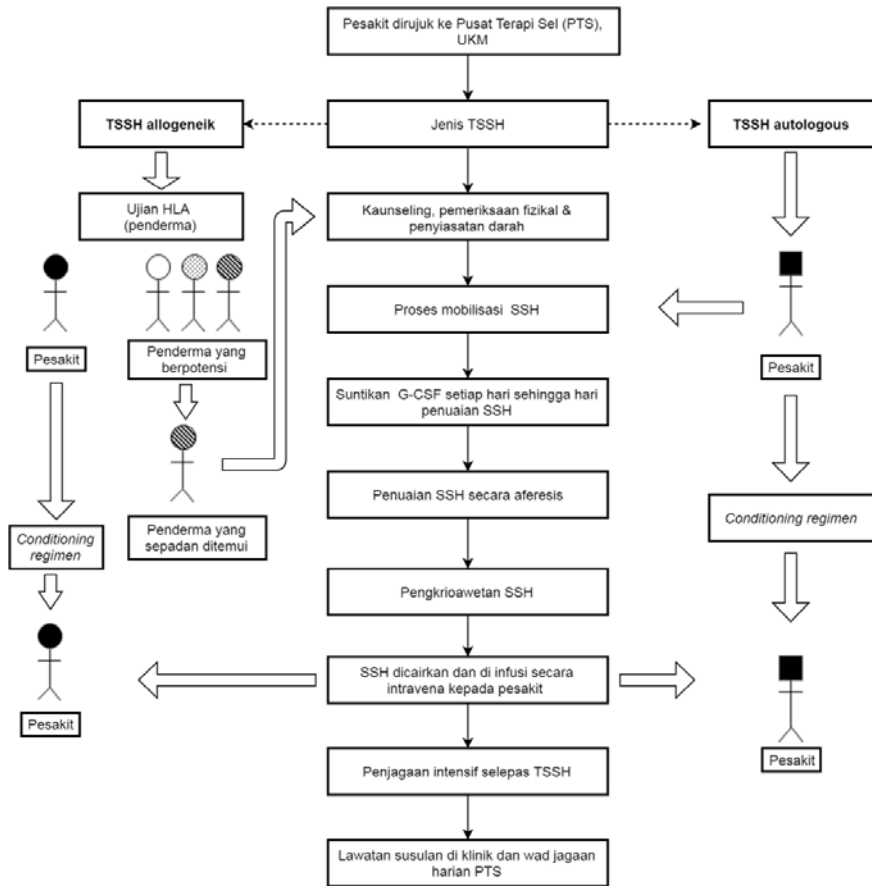 Pesakit dirujuk ke Pusat Terapi Sel (PTS),
UKM
TSSH allogeneik
Jenis TSSH
TSSH autologous
Ujian HLA
(penderma)
Kaunseling, pemeriksaan fizikal &
penyiasatan darah
Proses mobilisasi SSH
Pesakit
Penderma yang
berpotensi
Pesakit
Suntikan G-CSF setiap hari sehingga hari
penuaian SSH
Penuaian SSH secara aferesis
Penderma yang
sepadan ditemui
Conditioning
regimen
Conditioning regimen
Pengkrioawetan SSH
SSH dicairkan dan di infusi secara
intravena kepada pesakit
Pesakit
Pesakit
Penjagaan intensif selepas TSSH
Lawatan susulan di klinik dan wad jagaan
harian PTS